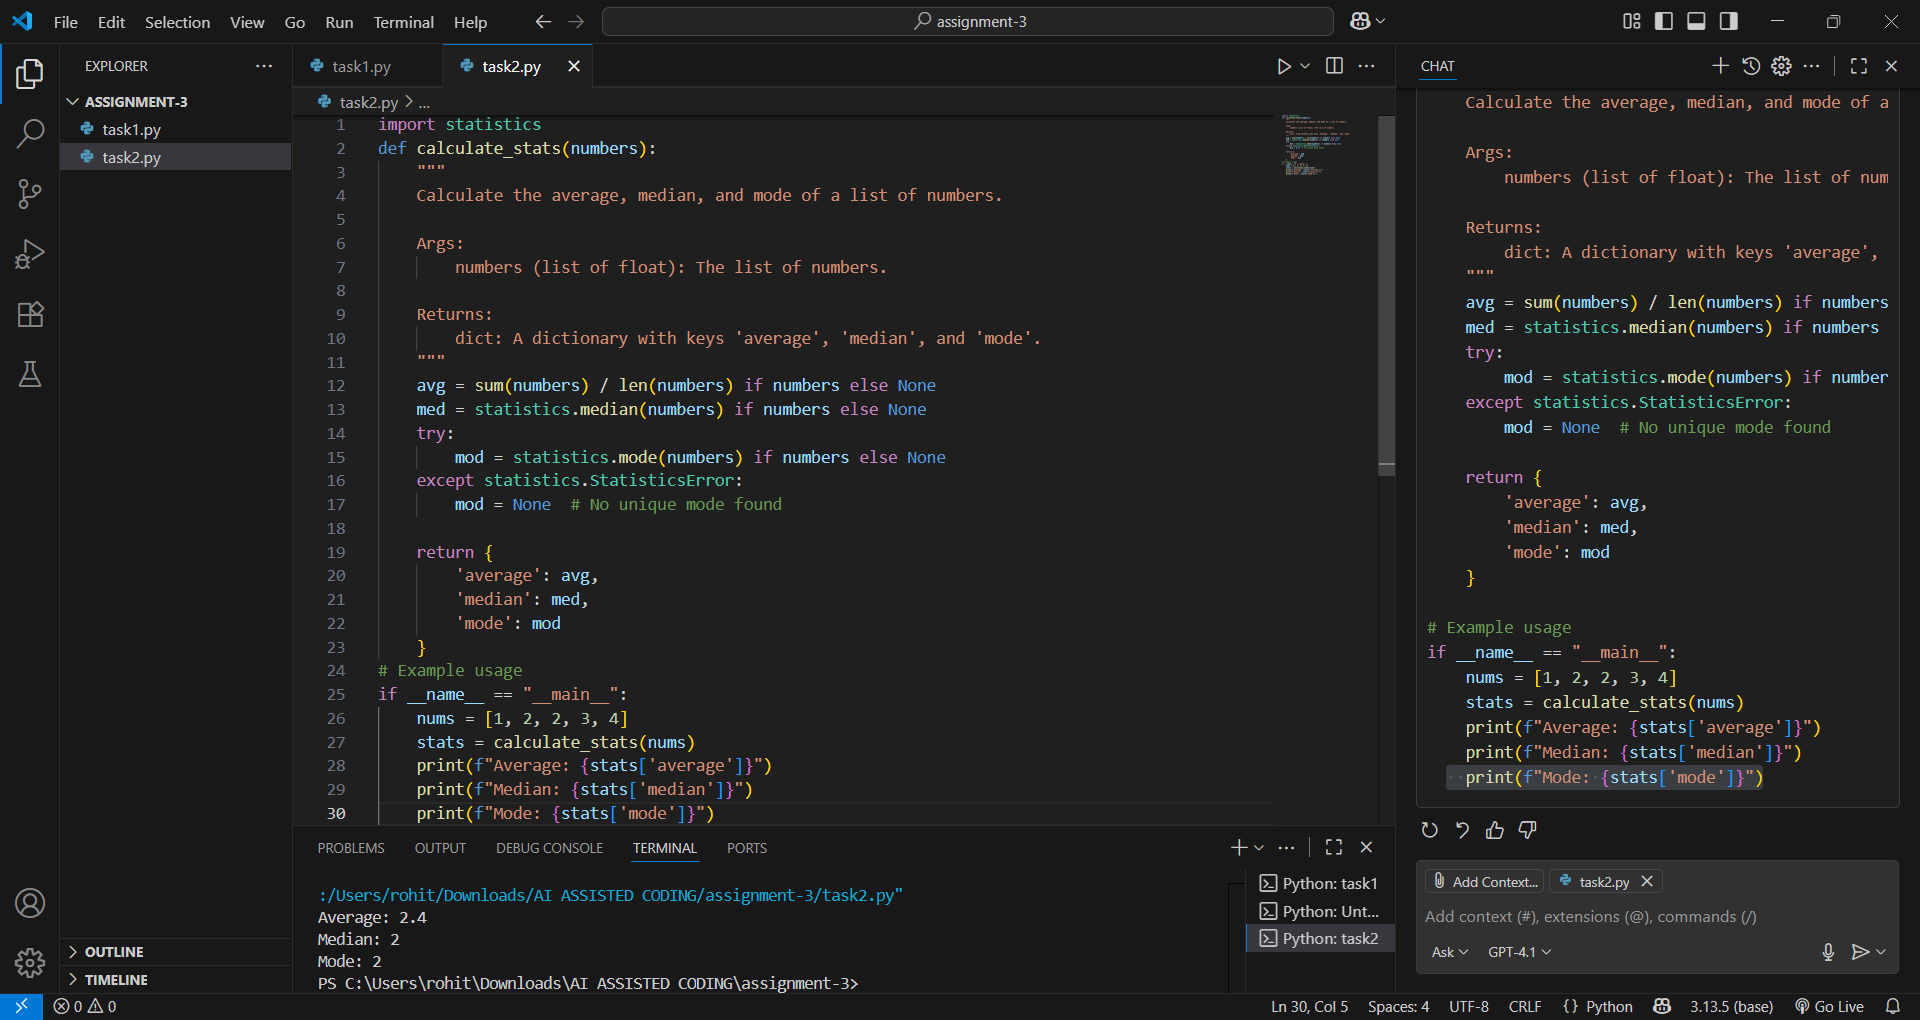 File Edit Selection View Go Run Terminal Help
assignment-3
EXPLORER
ASSIGNMENT-3
task1.py
task2.py
OUTLINE
TIMELINE
task1.py
task2.py
task2.py > ...
1 import statistics
2 def calculate_stats(numbers):
3     """
4     Calculate the average, median, and mode of a list of numbers.
5
6     Args:
7         numbers (list of float): The list of numbers.
8
9     Returns:
10         dict: A dictionary with keys 'average', 'median', and 'mode'.
11     """
12     avg = sum(numbers) / len(numbers) if numbers else None
13     med = statistics.median(numbers) if numbers else None
14     try:
15         mod = statistics.mode(numbers) if numbers else None
16     except statistics.StatisticsError:
17         mod = None  # No unique mode found
18
19     return {
20         'average': avg,
21         'median': med,
22         'mode': mod
23     }
24 # Example usage
25 if __name__ == "__main__":
26     nums = [1, 2, 2, 3, 4]
27     stats = calculate_stats(nums)
28     print(f"Average: {stats['average']}")
29     print(f"Median: {stats['median']}")
30     print(f"Mode: {stats['mode']}")
PROBLEMS OUTPUT DEBUG CONSOLE TERMINAL PORTS
:/Users/rohit/Downloads/AI ASSISTED CODING/assignment-3/task2.py"
Average: 2.4
Median: 2
Mode: 2
PS C:\Users\rohit\Downloads\AI ASSISTED CODING\assignment-3>
Python: task1
Python: Unt...
Python: task2
CHAT
    Calculate the average, median, and mode of a
    Args:
        numbers (list of float): The list of num
    Returns:
        dict: A dictionary with keys 'average',
    """
    avg = sum(numbers) / len(numbers) if numbers
    med = statistics.median(numbers) if numbers
    try:
        mod = statistics.mode(numbers) if number
    except statistics.StatisticsError:
        mod = None  # No unique mode found
    return {
        'average': avg,
        'median': med,
        'mode': mod
    }
# Example usage
if __name__ == "__main__":
    nums = [1, 2, 2, 3, 4]
    stats = calculate_stats(nums)
    print(f"Average: {stats['average']}")
    print(f"Median: {stats['median']}")
    print(f"Mode: {stats['mode']}")
Add Context... task2.py
Add context (#), extensions (@), commands (/)
Ask GPT-4.1
0 0
Ln 30, Col 5 Spaces: 4 UTF-8 CRLF {} Python 3.13.5 (base) Go Live